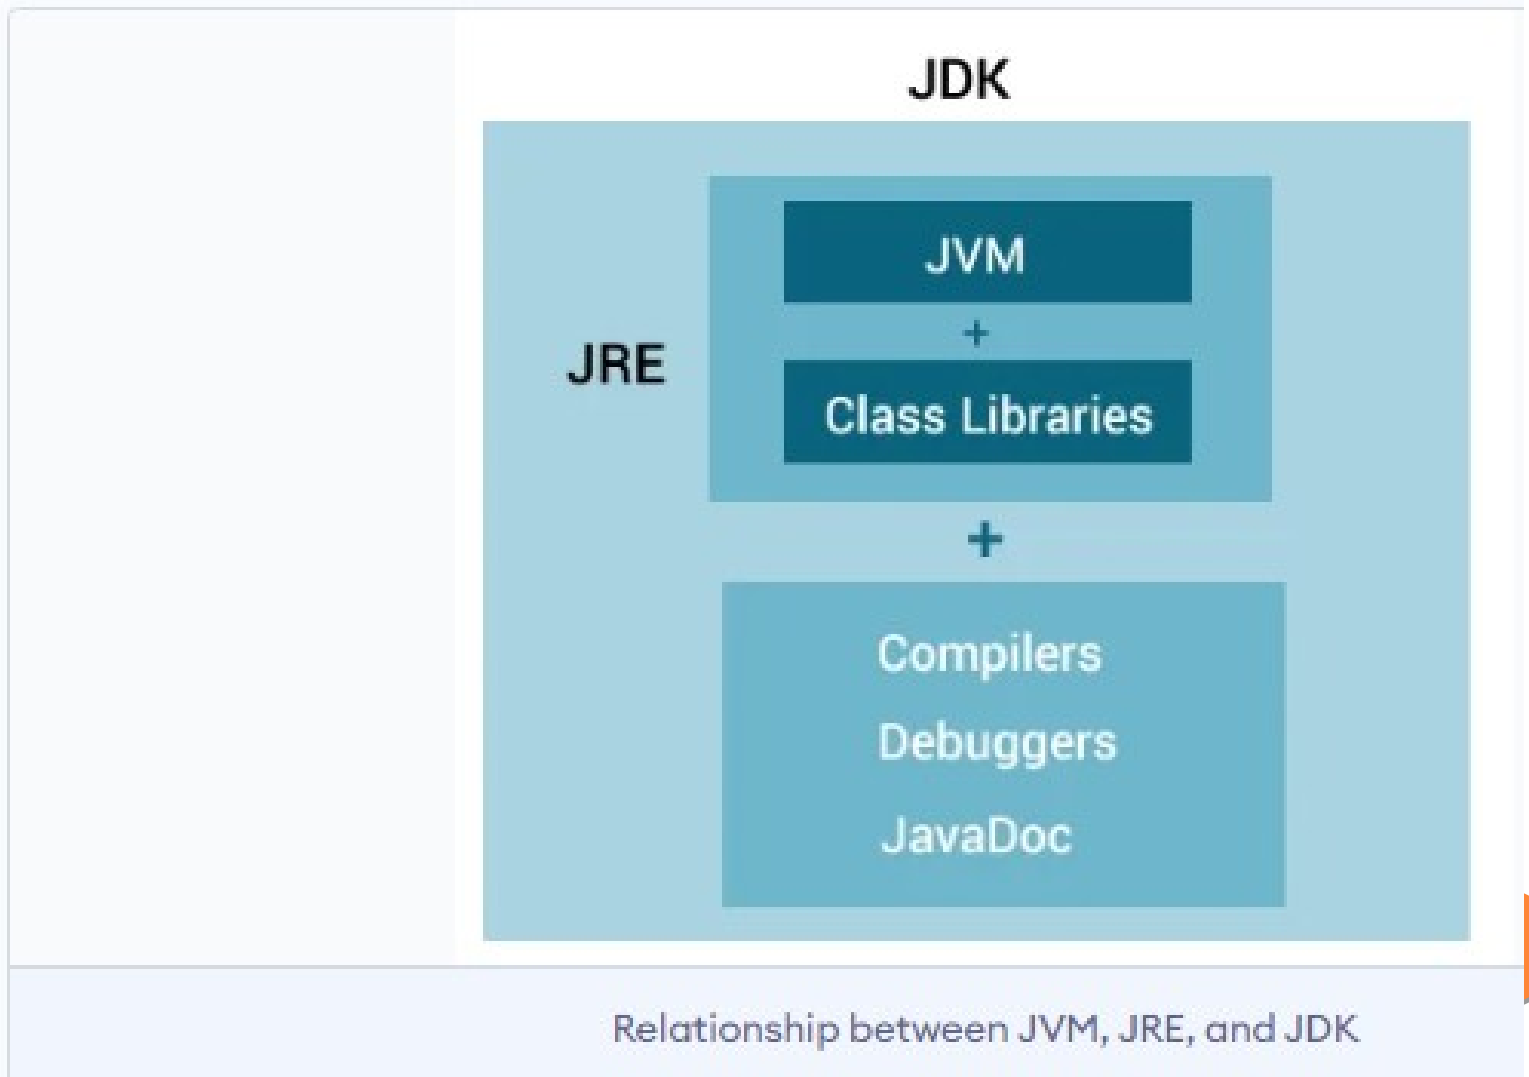 JDK
JVM
+
JRE
Class Libraries
+
Compilers
Debuggers
JavaDoc
Relationship between JVM, JRE, and JDK